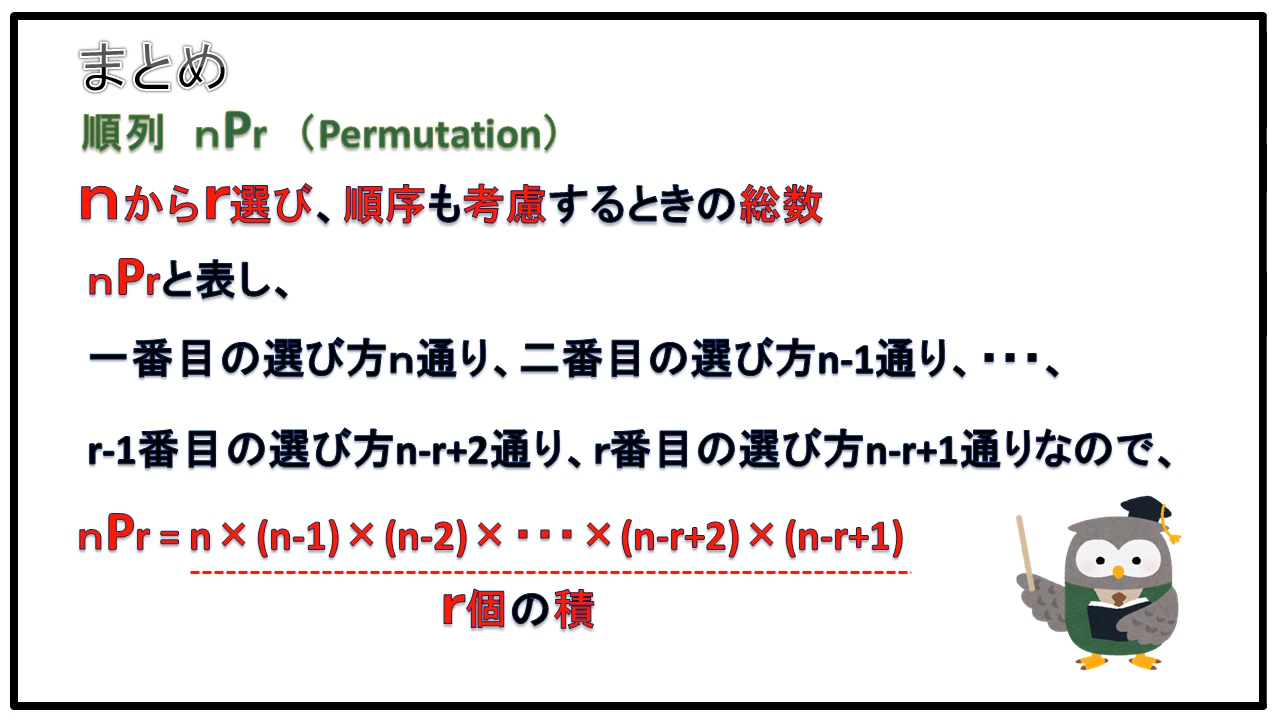 まとめ
順列 nPr （Permutation）
nからr選び、順序も考慮するときの総数
nPrと表し、
一番目の選び方n通り、二番目の選び方n-1通り、・・・、
r-1番目の選び方n-r+2通り、r番目の選び方n-r+1通りなので、
nPr = n×(n-1)×(n-2)×・・・×(n-r+2)×(n-r+1)
r個の積